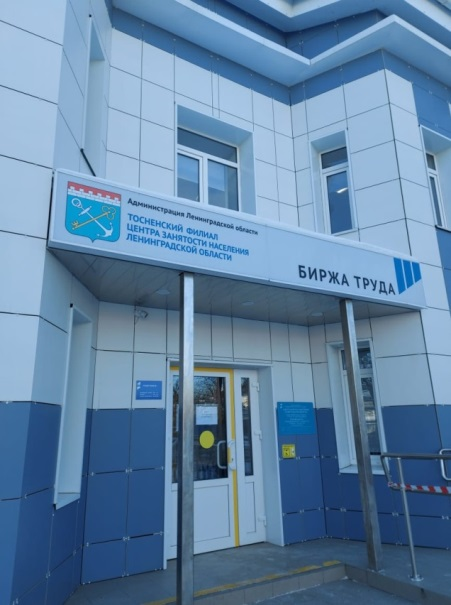 Администрация Ленинградской области
ТОСНЕНСКИЙ ФИЛИАЛ
ЦЕНТРА ЗАНЯТОСТИ НАСЕЛЕНИЯ
ЛЕНИНГРАДСКОЙ ОБЛАСТИ
БИРЖА ТРУДА